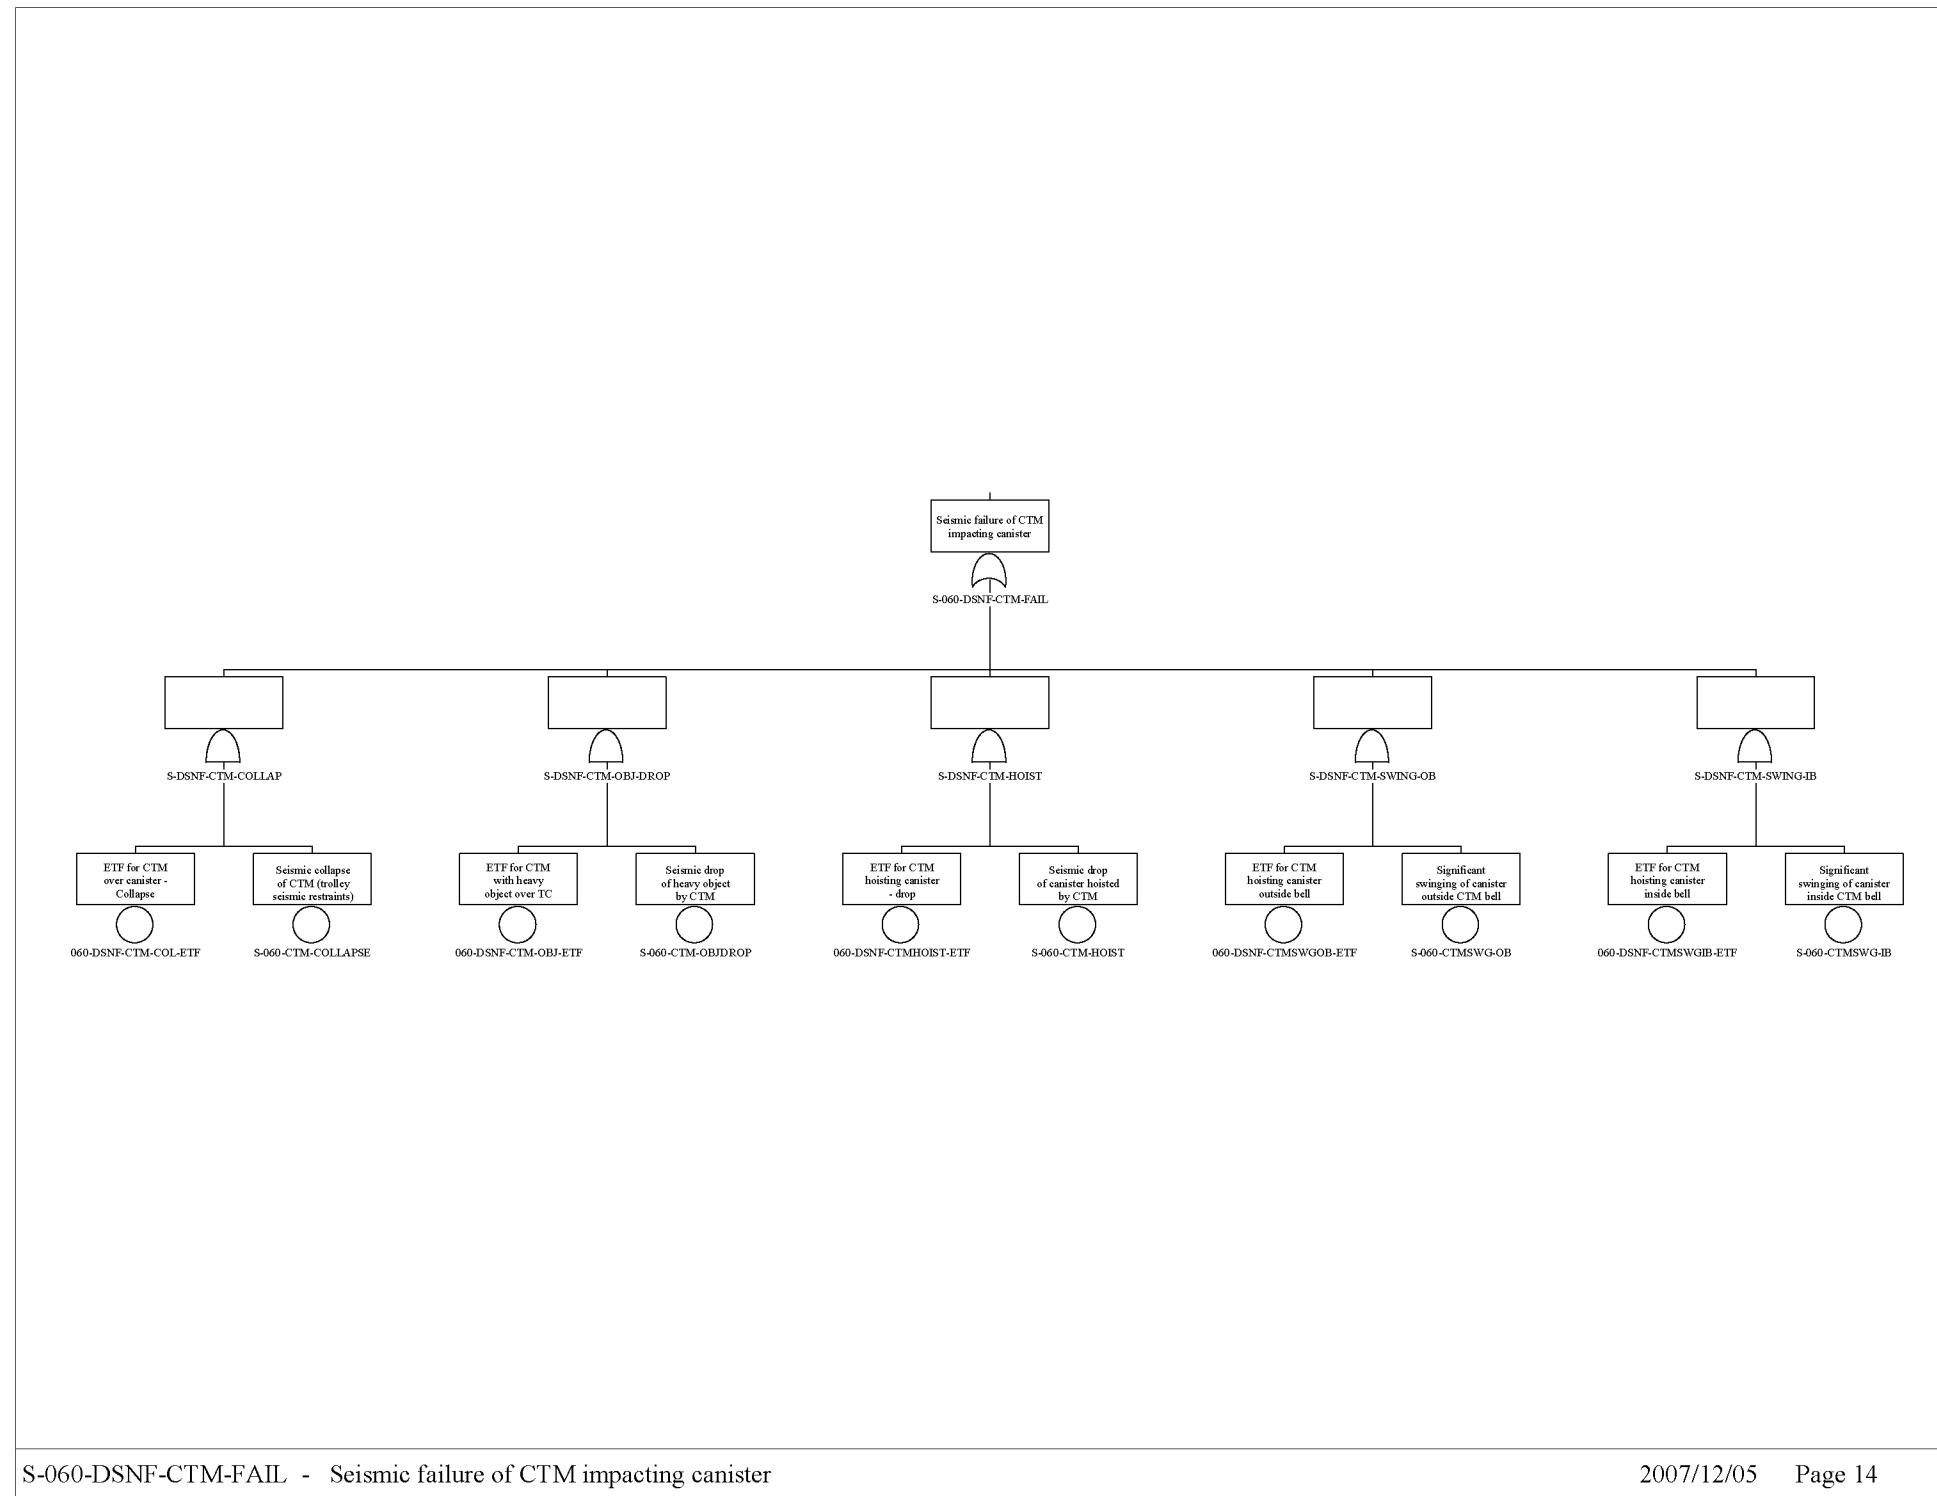 Seismic failure of CTM
impacting canister
S-060-DSNF-CTM-FAIL
S-DSNF-CTM-COLLAP
S-DSNF-CTM-OBJ-DROP
S-DSNF-CTM-HOIST
S-DSNF-CTM-SWING-OB
S-DSNF-CTM-SWING-IB
ETF for CTM
over canister -
Collapse
060-DSNF-CTM-COL-ETF
Seismic collapse
of CTM (trolley
seismic restraints)
S-060-CTM-COLLAPSE
ETF for CTM
with heavy
object over TC
060-DSNF-CTM-OBJ-ETF
Seismic drop
of heavy object
by CTM
S-060-CTM-OBJDROP
ETF for CTM
hoisting canister
- drop
060-DSNF-CTMHOIST-ETF
Seismic drop
of canister hoisted
by CTM
S-060-CTM-HOIST
ETF for CTM
hoisting canister
outside bell
060-DSNF-CTMSWGOB-ETF
Significant
swinging of canister
outside CTM bell
S-060-CTMSWG-OB
ETF for CTM
hoisting canister
inside bell
060-DSNF-CTMSWGIB-ETF
Significant
swinging of canister
inside CTM bell
S-060-CTMSWG-IB
S-060-DSNF-CTM-FAIL - Seismic failure of CTM impacting canister
2007/12/05 Page 14